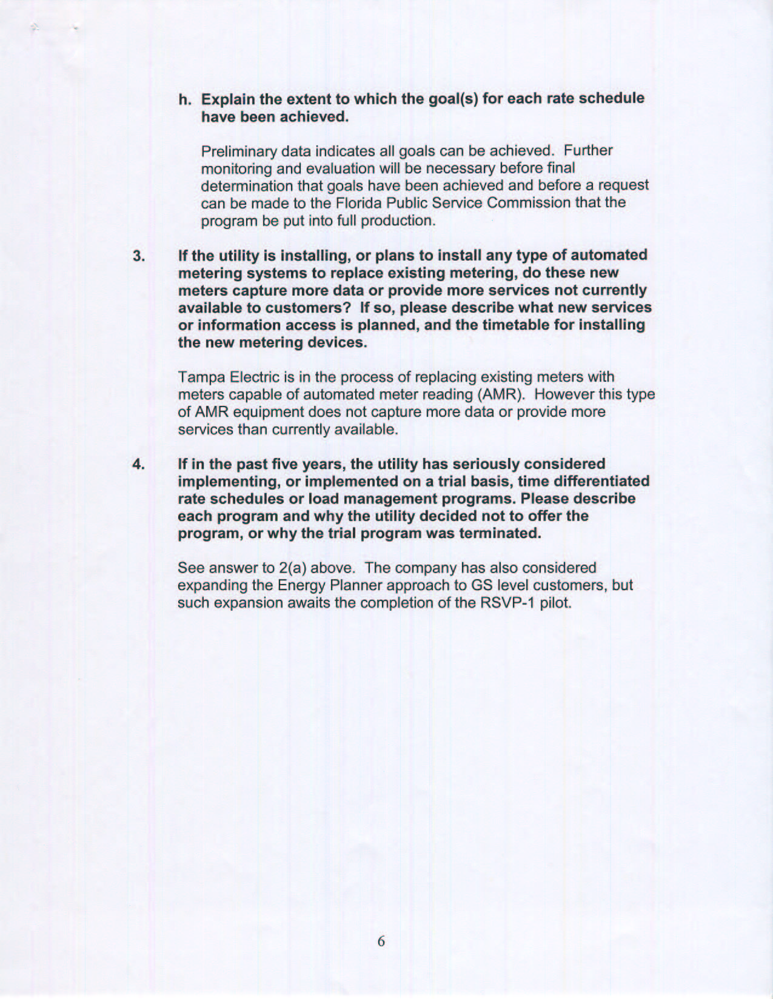 h. Explain the extent to which the goal(s) for each rate schedule
have been achieved.
Preliminary data indicates all goals can be achieved. Further
monitoring and evaluation will be necessary before final
determination that goals have been achieved and before a request
can be made to the Florida Public Service Commission that the
program be put into full production.
3. If the utility is installing, or plans to install any type of automated
metering systems to replace existing metering, do these new
meters capture more data or provide more services not currently
available to customers? If so, please describe what new services
or information access is planned, and the timetable for installing
the new metering devices.
Tampa Electric is in the process of replacing existing meters with
meters capable of automated meter reading (AMR). However this type
of AMR equipment does not capture more data or provide more
services than currently available.
4. If in the past five years, the utility has seriously considered
implementing, or implemented on a trial basis, time differentiated
rate schedules or load management programs. Please describe
each program and why the utility decided not to offer the
program, or why the trial program was terminated.
See answer to 2(a) above. The company has also considered
expanding the Energy Planner approach to GS level customers, but
such expansion awaits the completion of the RSVP-1 pilot.
6